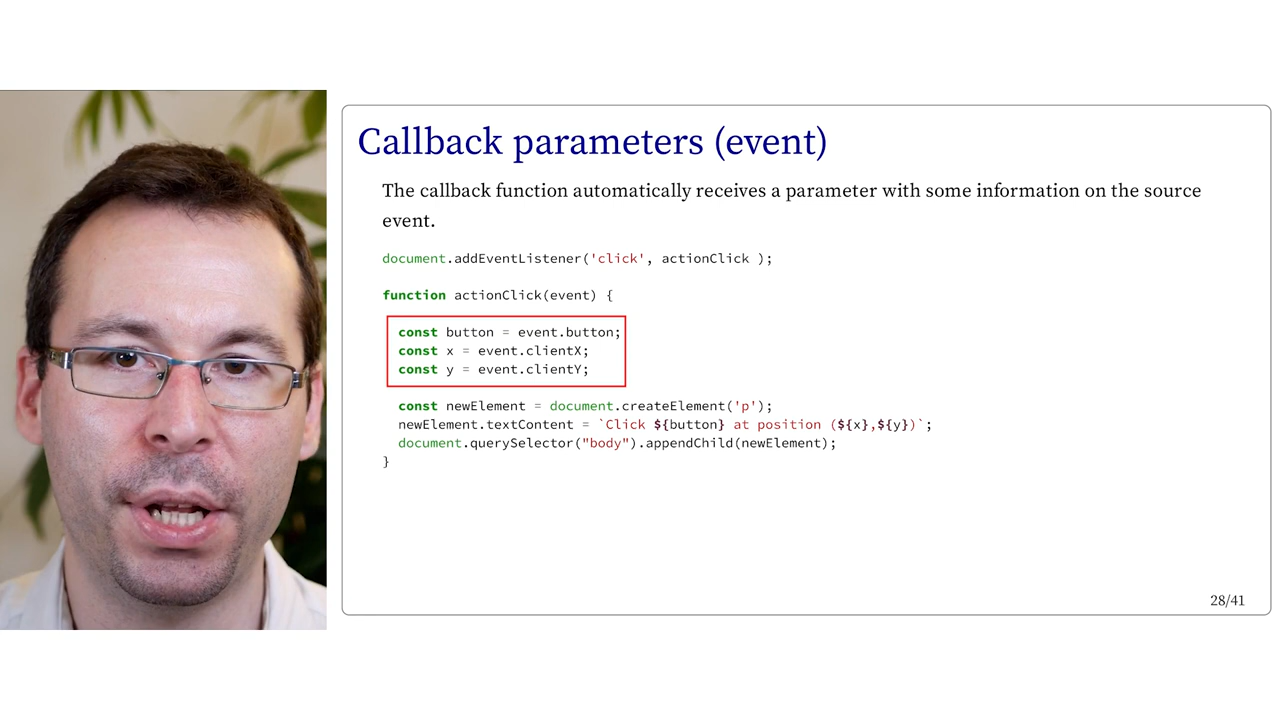 Callback parameters (event)
The callback function automatically receives a parameter with some information on the source
event.
document.addEventListener('click', actionClick );
function actionClick(event) {
const button = event.button;
const x = event.clientX;
const y = event.clientY;
const newElement = document.createElement('p');
newElement.textContent = `Click ${button} at position (${x},${y})`;
document.querySelector("body").appendChild(newElement);
}
28/41